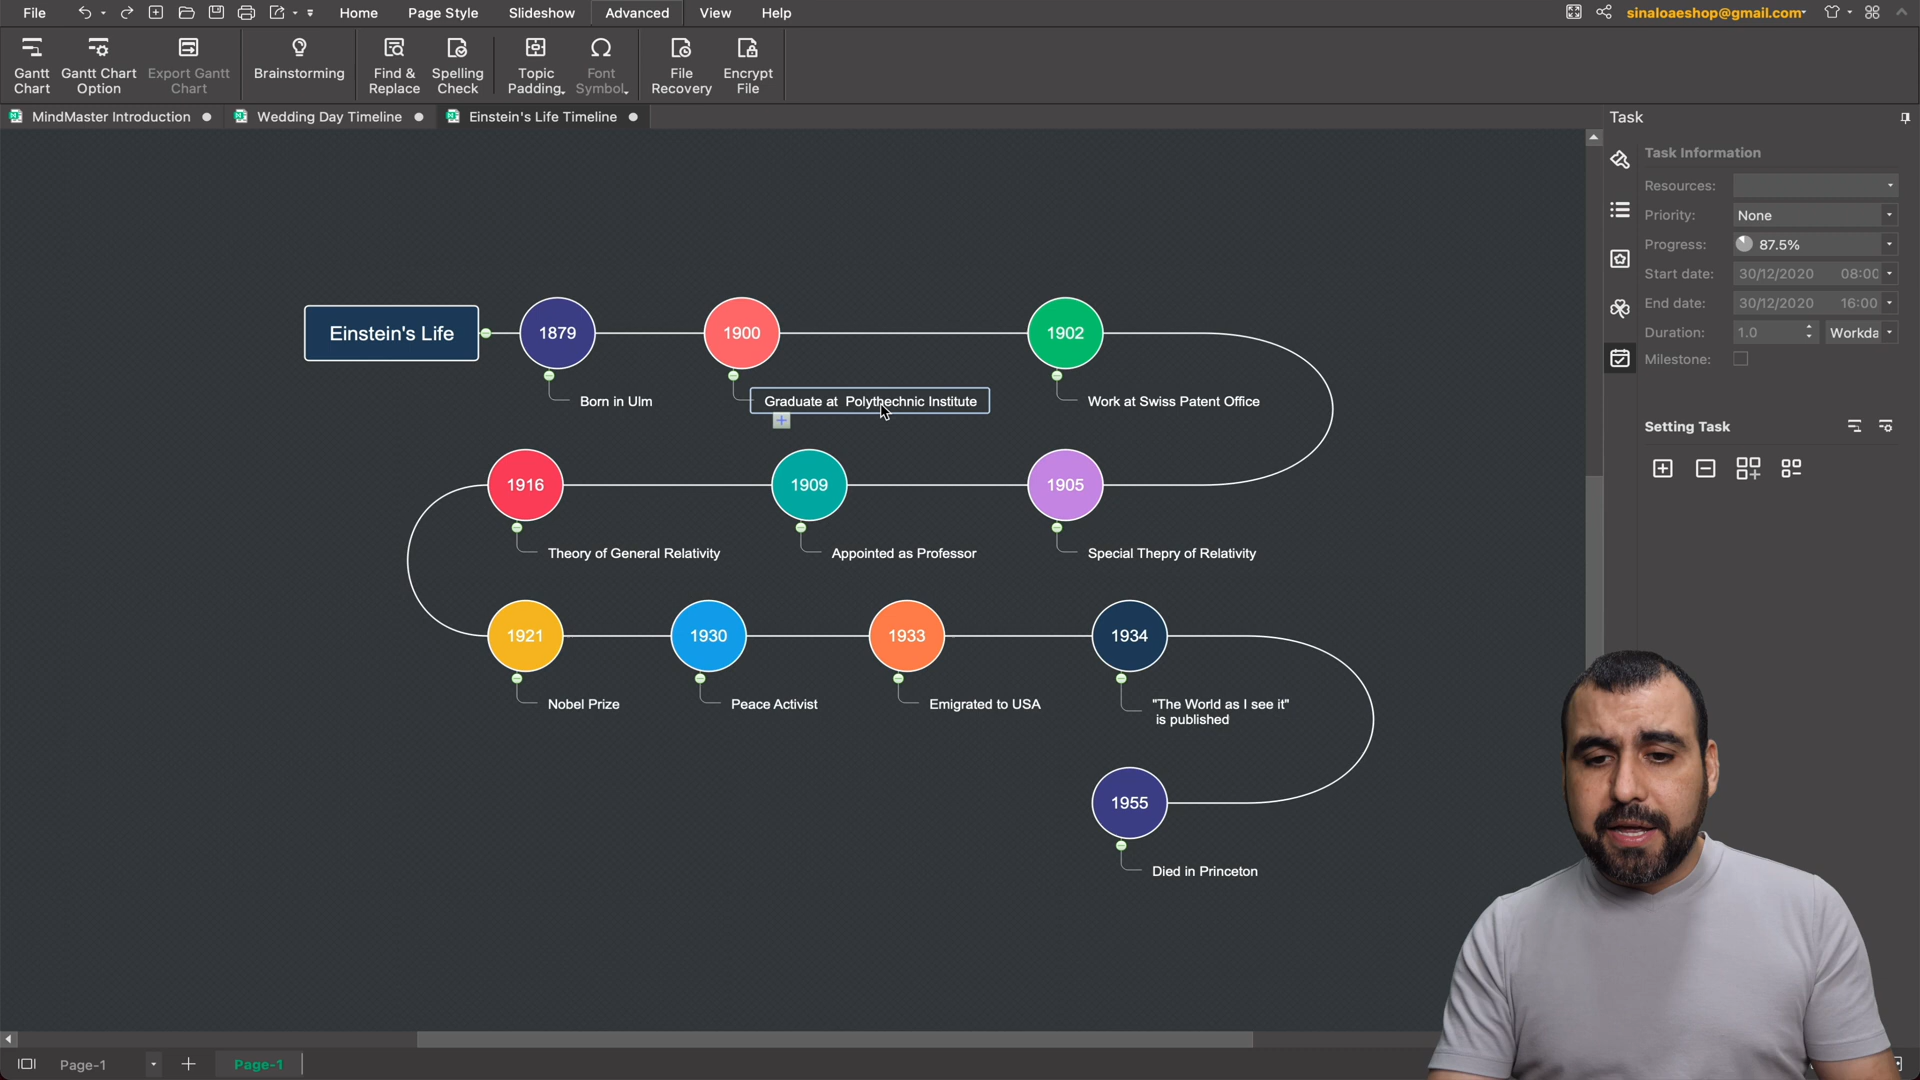 File Home Page Style Slideshow Advanced View Help sinaloaeshop@gmail.com
Gantt Chart
Gantt Chart Option
Export Gantt Chart
Brainstorming
Find & Replace
Spelling Check
Topic Padding
Font Symbol
File Recovery
Encrypt File
MindMaster Introduction Wedding Day Timeline Einstein's Life Timeline
Task
Task Information
Resources:
Priority: None
Progress: 87.5%
Start date: 30/12/2020 08:00
End date: 30/12/2020 16:00
Duration: 1.0 Workda
Milestone:
Setting Task
Einstein's Life 1879 1900 1902
Born in Ulm Graduate at Polythechnic Institute Work at Swiss Patent Office
1916 1909 1905
Theory of General Relativity Appointed as Professor Special Thepry of Relativity
1921 1930 1933 1934
Nobel Prize Peace Activist Emigrated to USA "The World as I see it"
is published
1955
Died in Princeton
Page-1 Page-1